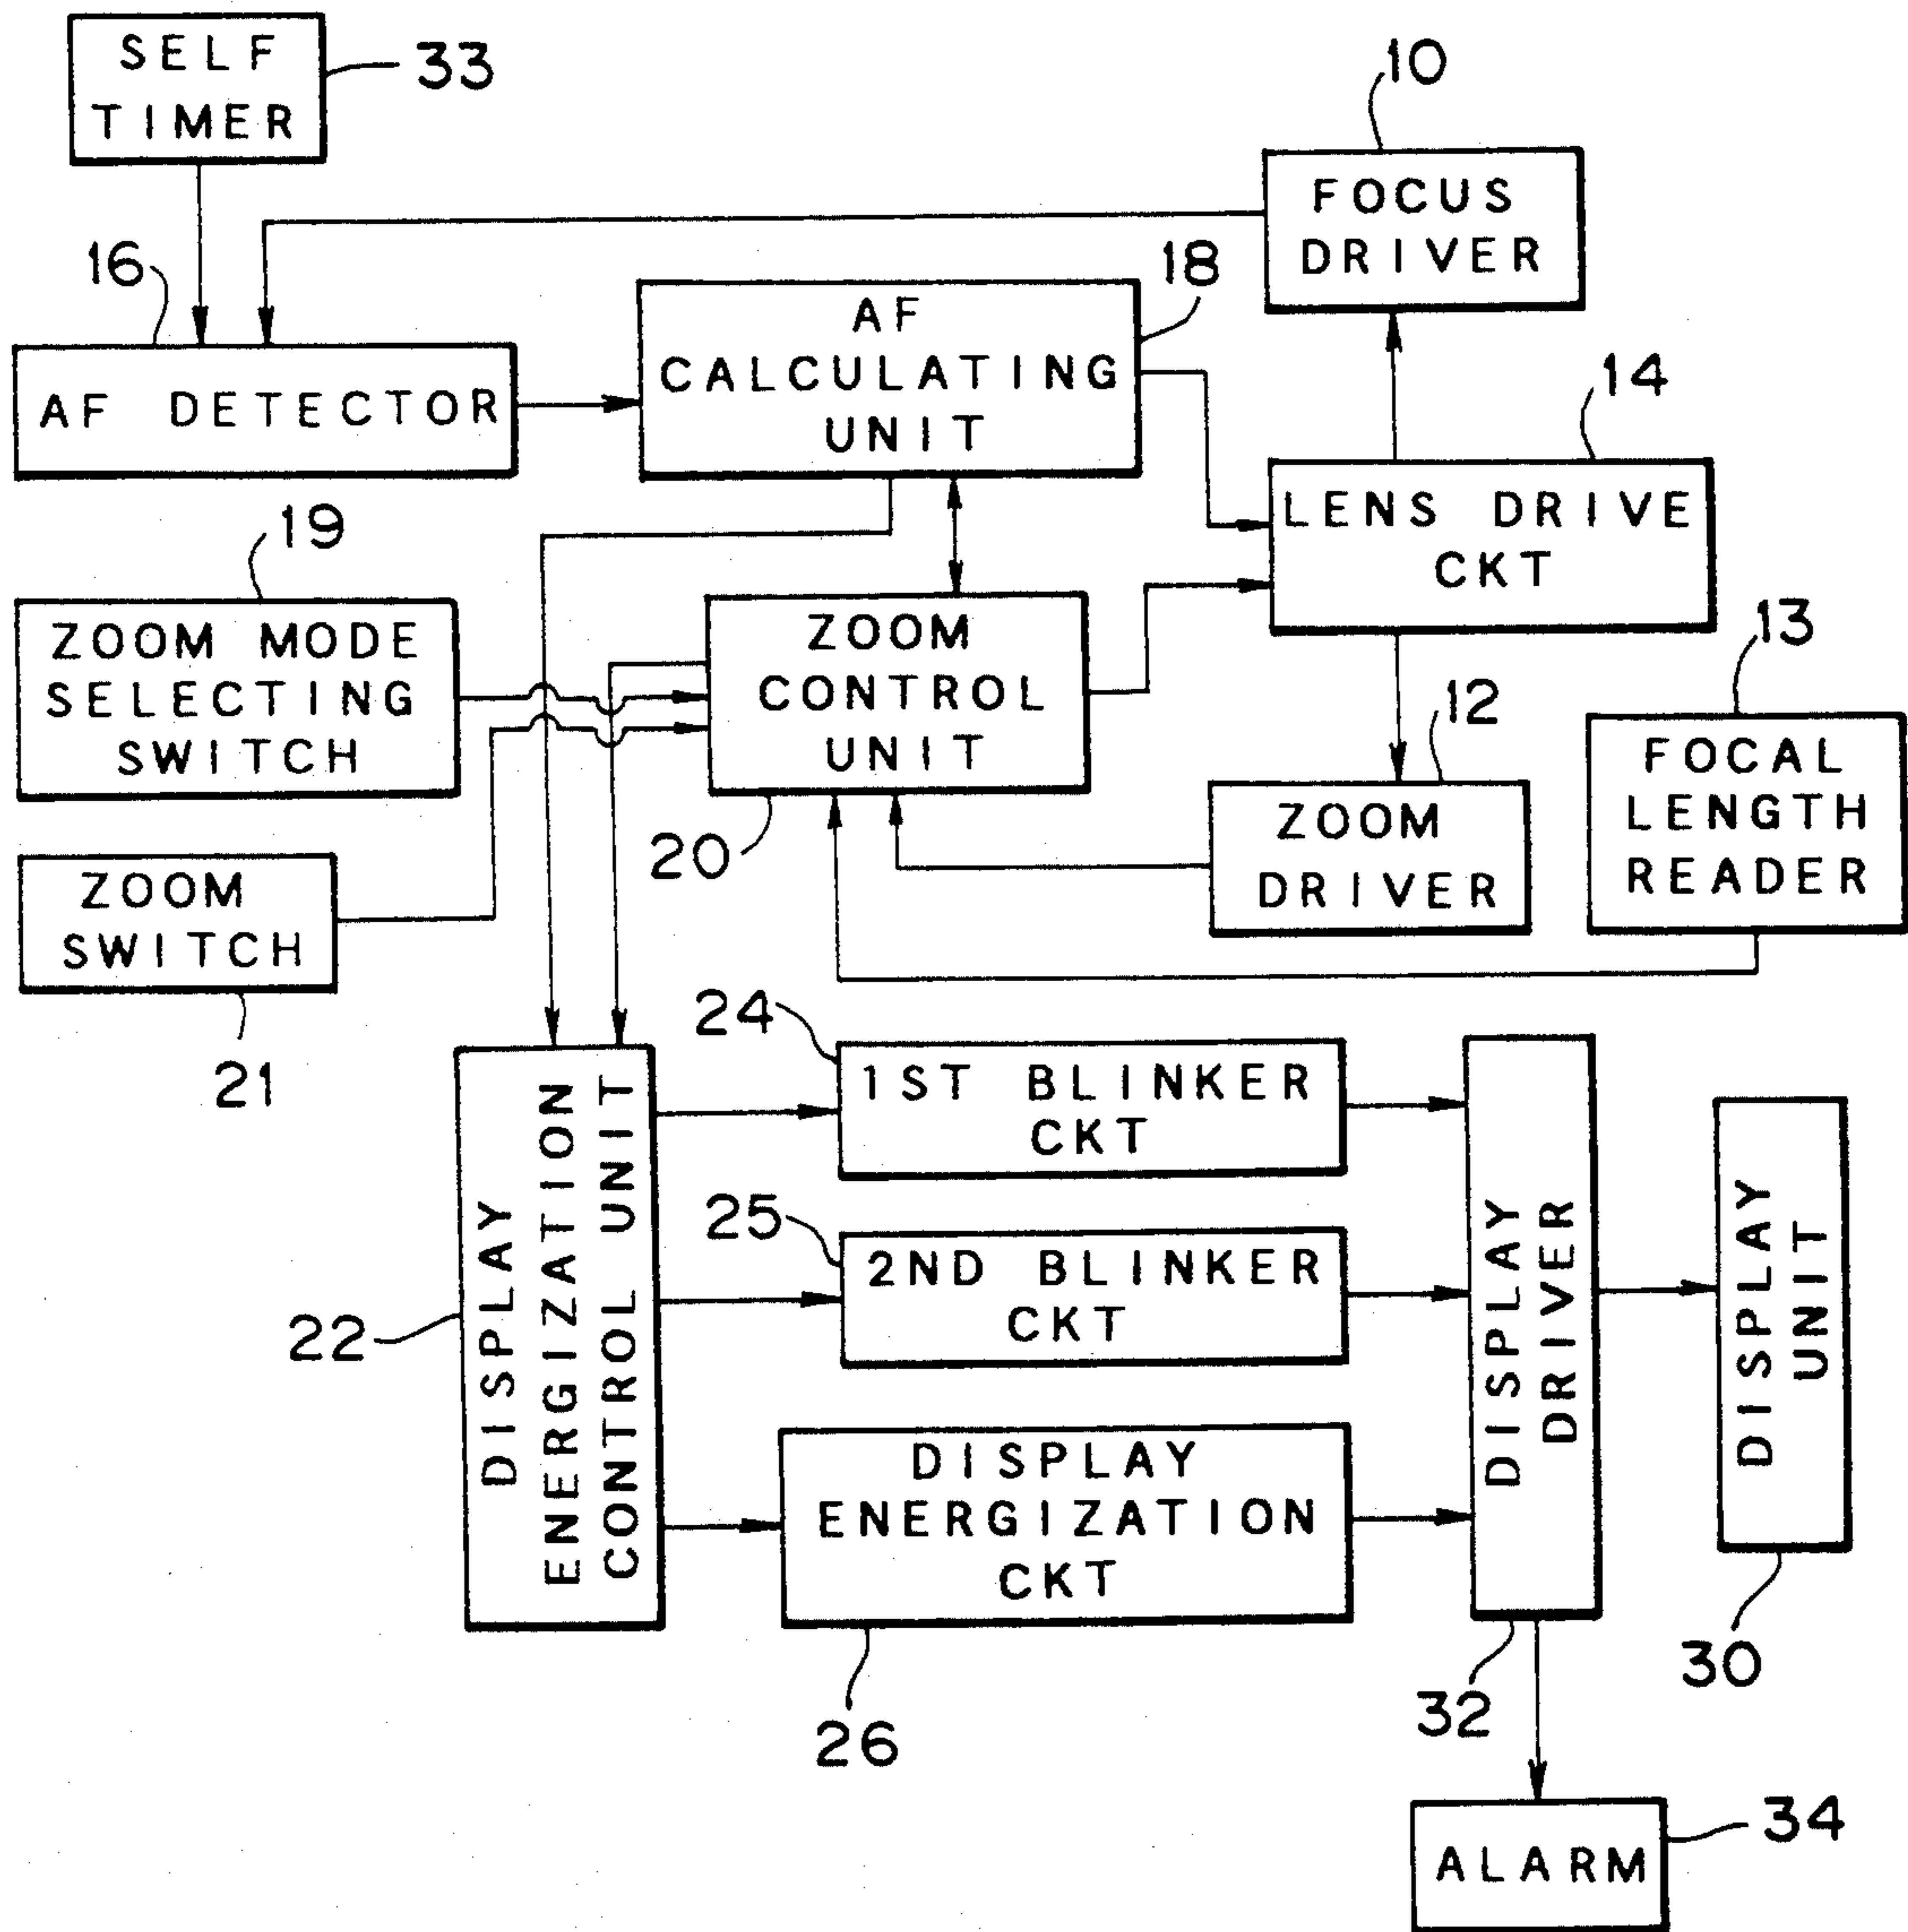 SELF
TIMER
33
10
FOCUS
DRIVER
16
18
AF
CALCULATING
UNIT
AF DETECTOR
14
LENS DRIVE
CKT
19
ZOOM MODE
SELECTING
SWITCH
ZOOM
CONTROL
UNIT
20
13
FOCAL
LENGTH
READER
12
ZOOM
DRIVER
ZOOM
SWITCH
21
24
1ST BLINKER
CKT
25
2ND BLINKER
CKT
22
DISPLAY
ENERGIZATION
CONTROL UNIT
DISPLAY
ENERGIZATION
CKT
26
DISPLAY
DRIVER
32
DISPLAY
UNIT
30
ALARM
34